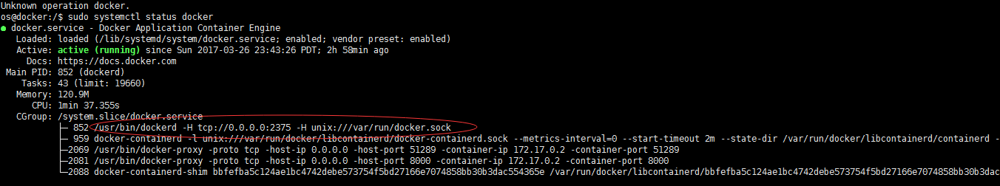 Unknown operation docker.
os@docker:/$ sudo systemctl status docker
● docker.service - Docker Application Container Engine
Loaded: loaded (/lib/systemd/system/docker.service; enabled; vendor preset: enabled)
Active: active (running) since Sun 2017-03-26 23:43:26 PDT; 2h 58min ago
Docs: https://docs.docker.com
Main PID: 852 (dockerd)
Tasks: 43 (limit: 19660)
Memory: 120.9M
CPU: 1min 37.355s
CGroup: /system.slice/docker.service
├─ 852 /usr/bin/dockerd -H tcp://0.0.0.0:2375 -H unix:///var/run/docker.sock
├─ 959 docker-containerd -l unix:///var/run/docker/libcontainerd/docker-containerd.sock --metrics-interval=0 --start-timeout 2m --state-dir /var/run/docker/libcontainerd/containerd -
├─2069 /usr/bin/docker-proxy -proto tcp -host-ip 0.0.0.0 -host-port 51289 -container-ip 172.17.0.2 -container-port 51289
├─2081 /usr/bin/docker-proxy -proto tcp -host-ip 0.0.0.0 -host-port 8000 -container-ip 172.17.0.2 -container-port 8000
└─2088 docker-containerd-shim bbfefba5c124ae1bc4742debe573754f5bd27166e7074858bb30b3dac554365e /var/run/docker/libcontainerd/bbfefba5c124ae1bc4742debe573754f5bd27166e7074858bb30b3dac